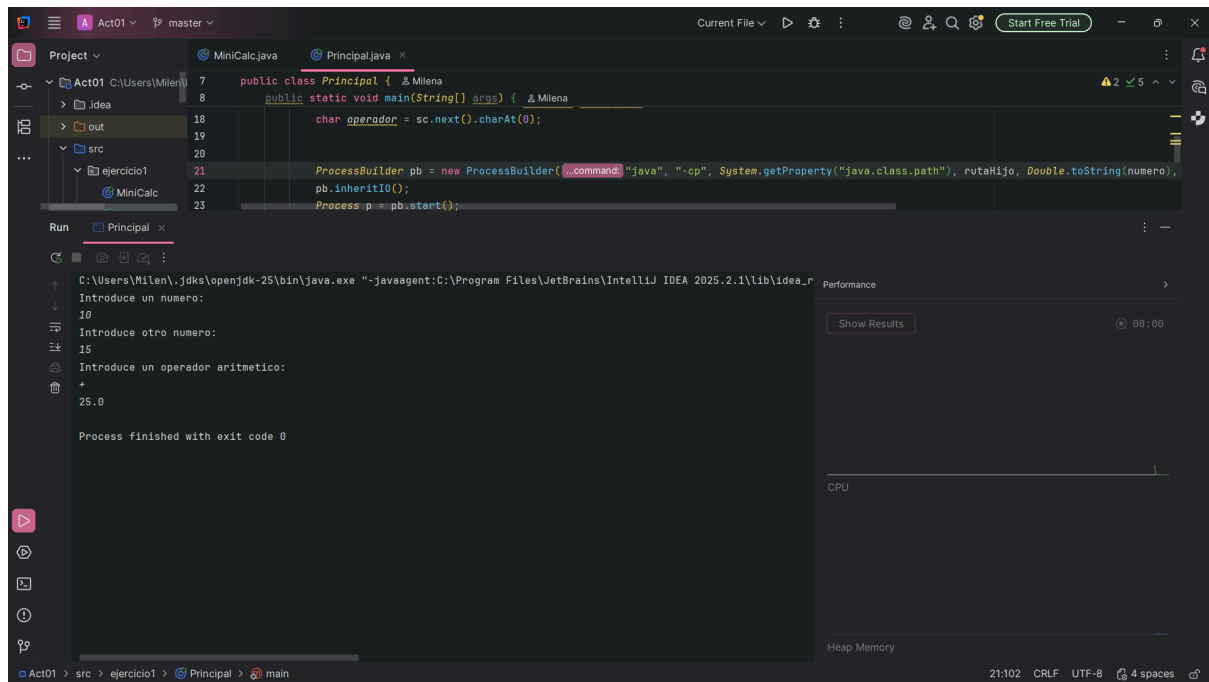 A Act01 master Current File Start Free Trial
Project MiniCalc.java Principal.java
Act01 C:\Users\Milen\ 7 public class Principal { Milena 2 5
.idea 8 public static void main(String[] args) { Milena
out 18 char operador = sc.next().charAt(0);
19
src 20
ejercicio1 21 ProcessBuilder pb = new ProcessBuilder( ...command: "java", "-cp", System.getProperty("java.class.path"), rutaHijo, Double.toString(numero),
MiniCalc 22 pb.inheritIO();
23 Process p = pb.start();
Run Principal
C:\Users\Milen\.jdks\openjdk-25\bin\java.exe "-javaagent:C:\Program Files\JetBrains\IntelliJ IDEA 2025.2.1\lib\idea_r
Introduce un numero:
10
Introduce otro numero:
15
Introduce un operador aritmetico:
+
25.0
Process finished with exit code 0
Performance
Show Results 00:00
CPU
Heap Memory
Act01 > src > ejercicio1 > Principal > main 21:102 CRLF UTF-8 4 spaces